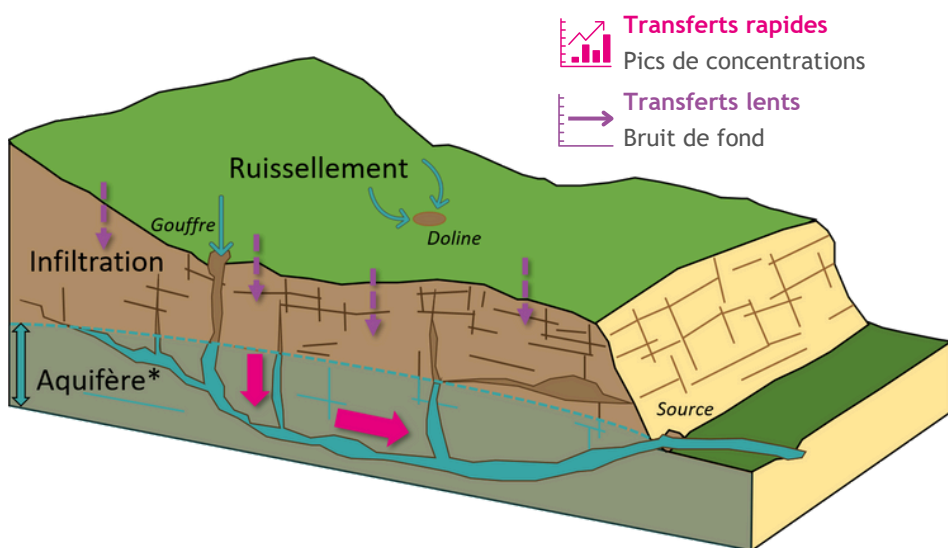 Transferts rapides
Pics de concentrations
Transferts lents
Bruit de fond
Ruissellement
Gouffre
Doline
Infiltration
Aquifère*
Source